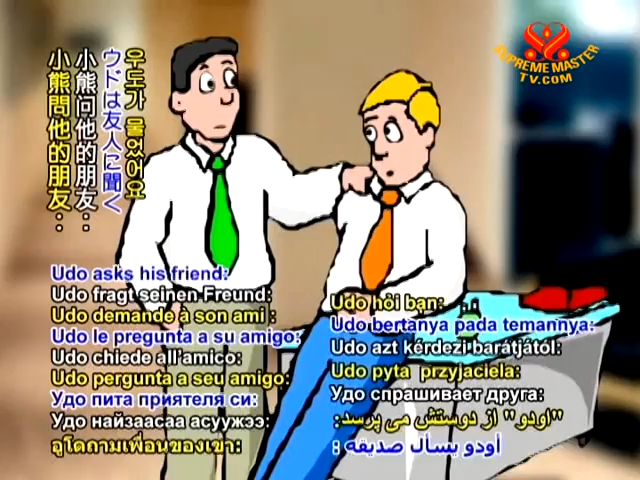 SUPREME MASTER
TV.COM
우도가 물었어요
ウドは友人に聞く
小熊问他的朋友：
小熊問他的朋友：
Udo asks his friend:
Udo fragt seinen Freund:
Udo demande à son ami :
Udo le pregunta a su amigo:
Udo chiede all'amico:
Udo pergunta a seu amigo:
Удо пита приятеля си:
Удо найзаасаа асуужээ:
อูโดถามเพื่อนของเขา:
Udo hỏi bạn:
Udo bertanya pada temannya:
Udo azt kérdezi barátjától:
Udo pyta przyjaciela:
Удо спрашивает друга:
"اودو" از دوستش می پرسد:
أودو يسأل صديقه :